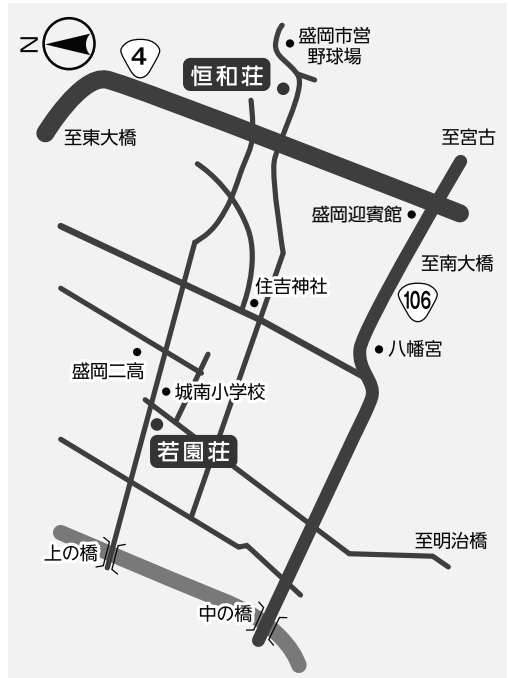 盛岡市営
野球場
N
4
恒和荘
至東大橋
至宮古
盛岡迎賓館
至南大橋
住吉神社
106
八幡宮
盛岡二高
城南小学校
若園荘
至明治橋
上の橋
中の橋